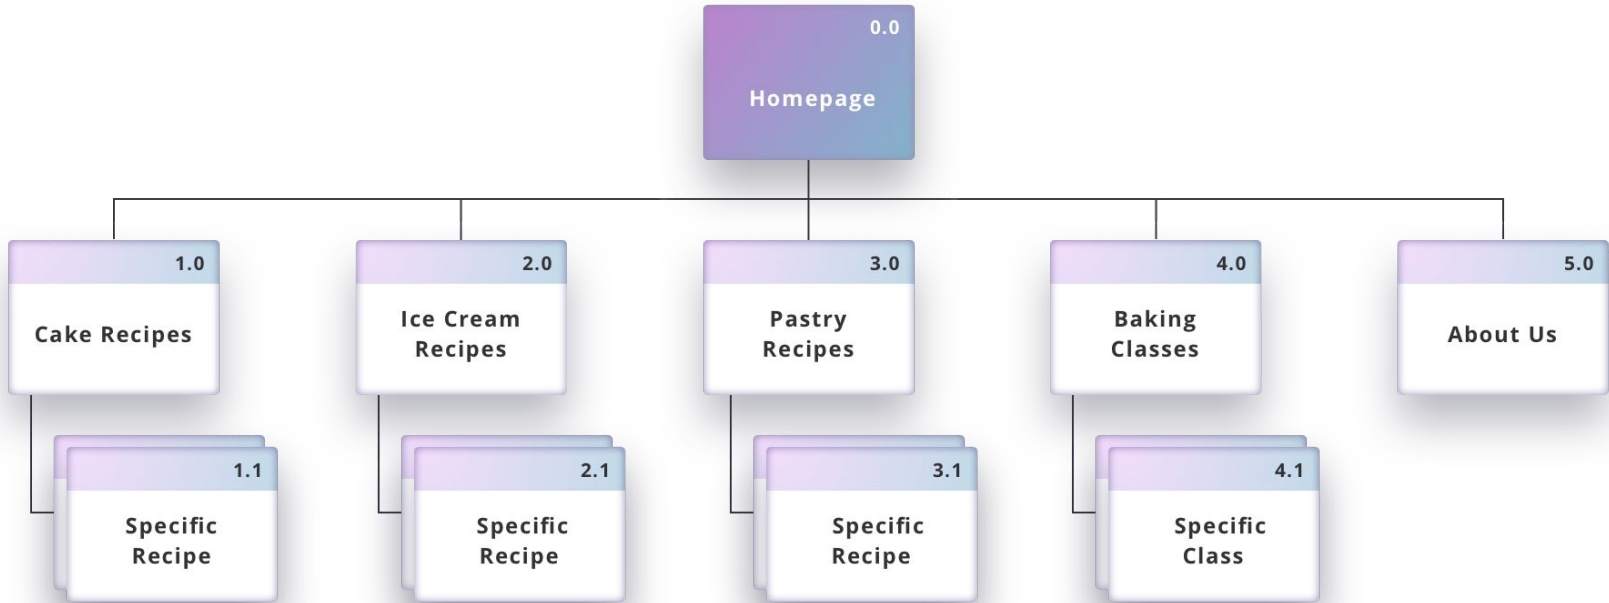 0.0
Homepage
1.0
Cake Recipes
2.0
Ice Cream
Recipes
3.0
Pastry
Recipes
4.0
Baking
Classes
5.0
About Us
1.1
Specific
Recipe
2.1
Specific
Recipe
3.1
Specific
Recipe
4.1
Specific
Class